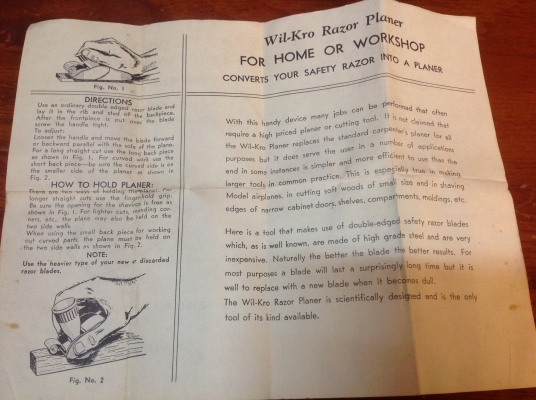 Fig. No. 1
DIRECTIONS
Use an ordinary double edged razor blade and
lay it in the rib and stud of the backpiece.
After the frontpiece is put over the blade
screw the handle tight.
To adjust:
Loosen the handle and move the blade forward
or backward parallel with the sole of the plane.
For a long straight cut use the long back piece
as shown in Fig. 1. For curved work use the
short back piece—be sure the curved side is on
the smaller side of the planer as shown in
Fig. 2.
HOW TO HOLD PLANER:
There are two ways of holding the planer. For
longer straight cuts use the fingerhold grip.
Be sure the opening for the shaving is free as
shown in Fig. 1. For lighter cuts, rounding cor-
ners, etc., the plane may also be held on the
two side walls.
When using the small back piece for working
out curved parts, the plane must be held on
the two side walls as shown in Fig. 2.
NOTE:
Use the heavier type of your new or discarded
razor blades.
Fig. No. 2
Wil-Kro Razor Planer
FOR HOME OR WORKSHOP
CONVERTS YOUR SAFETY RAZOR INTO A PLANER
With this handy device many jobs can be performed that often
require a high priced planer or cutting tool. It is not claimed that
the Wil-Kro Planer replaces the standard carpenter's planer for all
purposes but it does serve the user in a number of applications
and in some instances is simpler and more efficient to use than the
larger tools in common practice. This is especially true in making
Model airplanes, in cutting soft woods of small size and in shaving
edges of narrow cabinet doors, shelves, compartments, moldings, etc.
Here is a tool that makes use of double-edged safety razor blades
which, as is well known, are made of high grade steel and are very
inexpensive. Naturally the better the blade the better results. For
most purposes a blade will last a surprisingly long time but it is
well to replace with a new blade when it becomes dull.
The Wil-Kro Razor Planer is scientifically designed and is the only
tool of its kind available.